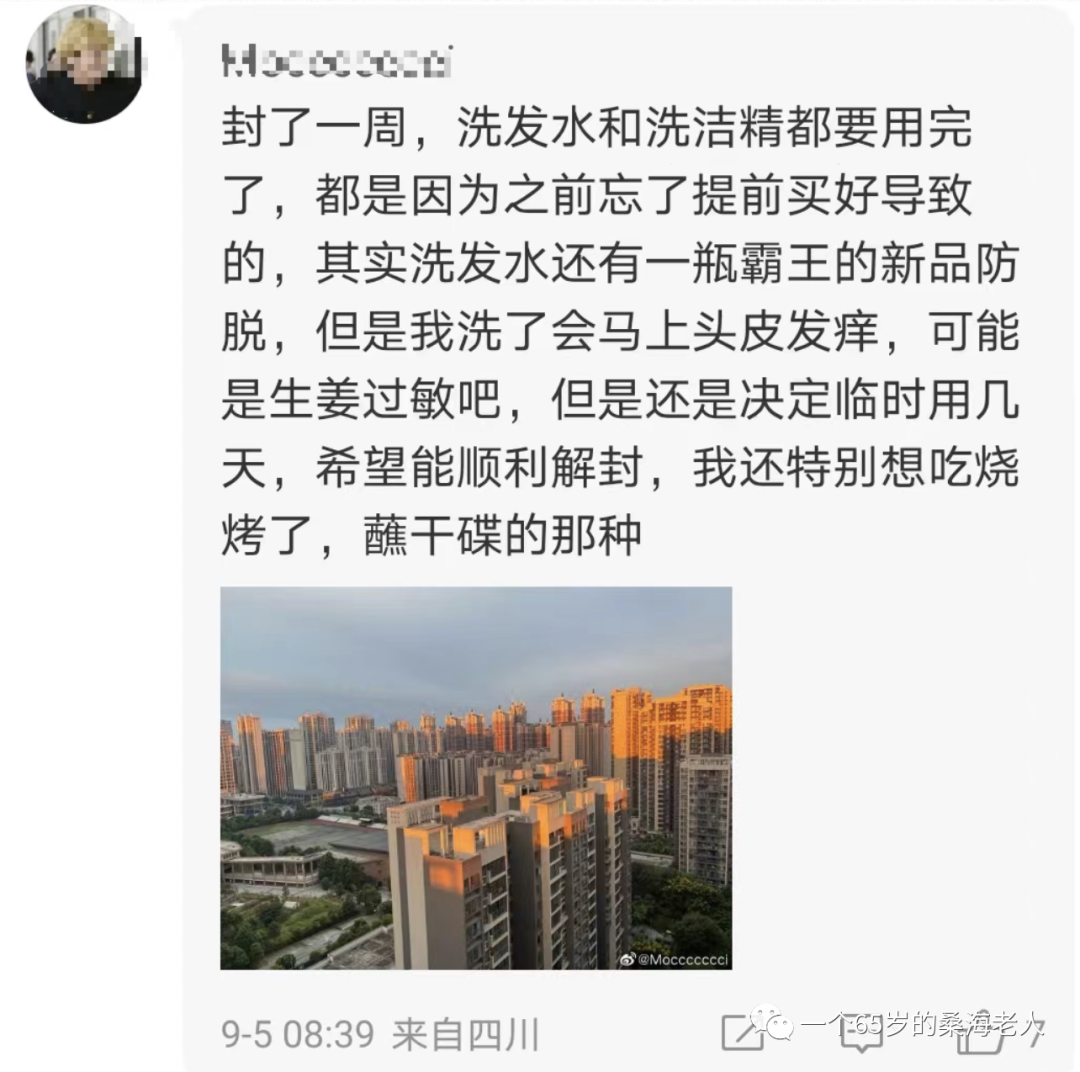 封了一周，洗发水和洗洁精都要用完
了，都是因为之前忘了提前买好导致
的，其实洗发水还有一瓶霸王的新品防
脱，但是我洗了会马上头皮发痒，可能
是生姜过敏吧，但是还是决定临时用几
天，希望能顺利解封，我还特别想吃烧
烤了，蘸干碟的那种
@Moccccccci
9-5 08:39 来自四川
一个65岁的桑海老人
7